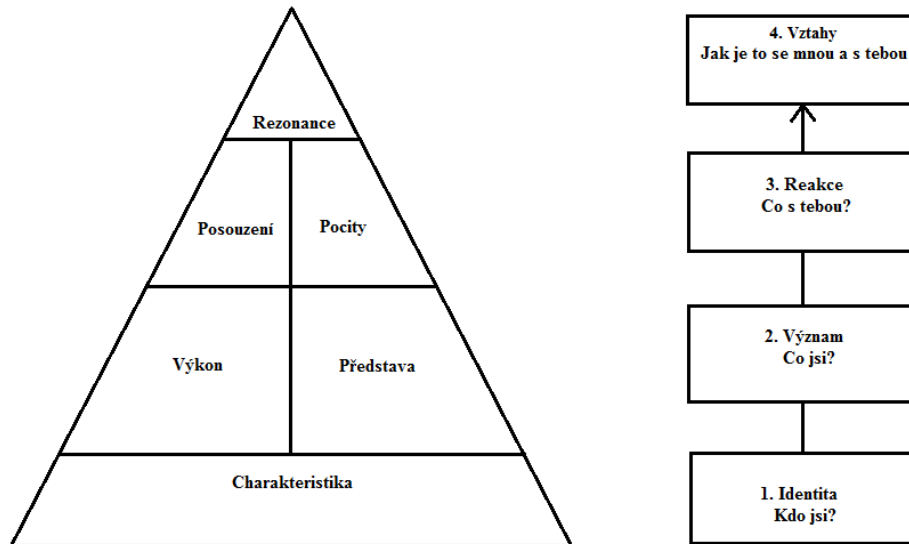 Rezonance
Posouzení
Pocity
Výkon
Představa
Charakteristika
4. Vztahy
Jak je to se mnou a s tebou
3. Reakce
Co s tebou?
2. Význam
Co jsi?
1. Identita
Kdo jsi?